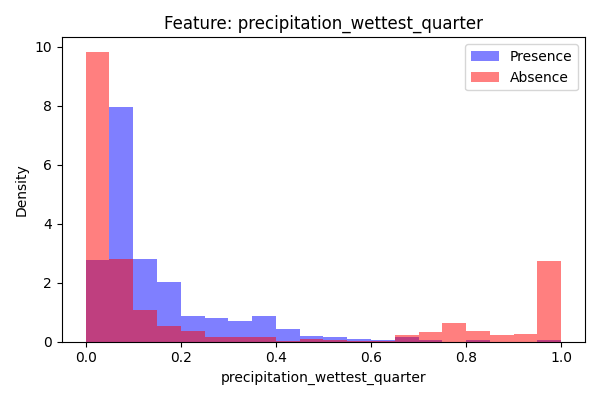 Feature: precipitation_wettest_quarter
Presence
Absence
Density
10
8
6
4
2
0
0.0 0.2 0.4 0.6 0.8 1.0
precipitation_wettest_quarter